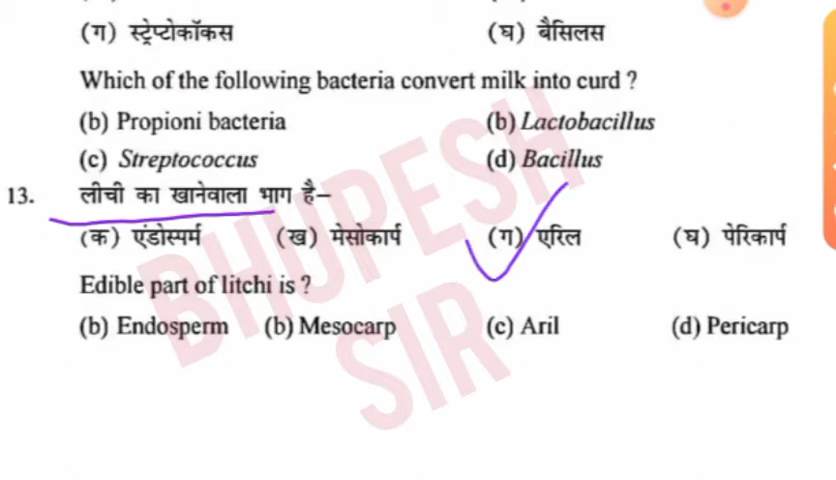 (ग) स्ट्रेप्टोकॉकस (घ) बैसिलस
Which of the following bacteria convert milk into curd ?
(b) Propioni bacteria (b) Lactobacillus
(c) Streptococcus (d) Bacillus
13. लीची का खानेवाला भाग है–
(क) एंडोस्पर्म (ख) मेसोकार्प (ग) एरिल (घ) पेरिकार्प
Edible part of litchi is ?
(b) Endosperm (b) Mesocarp (c) Aril (d) Pericarp
BHUPESH
SIR